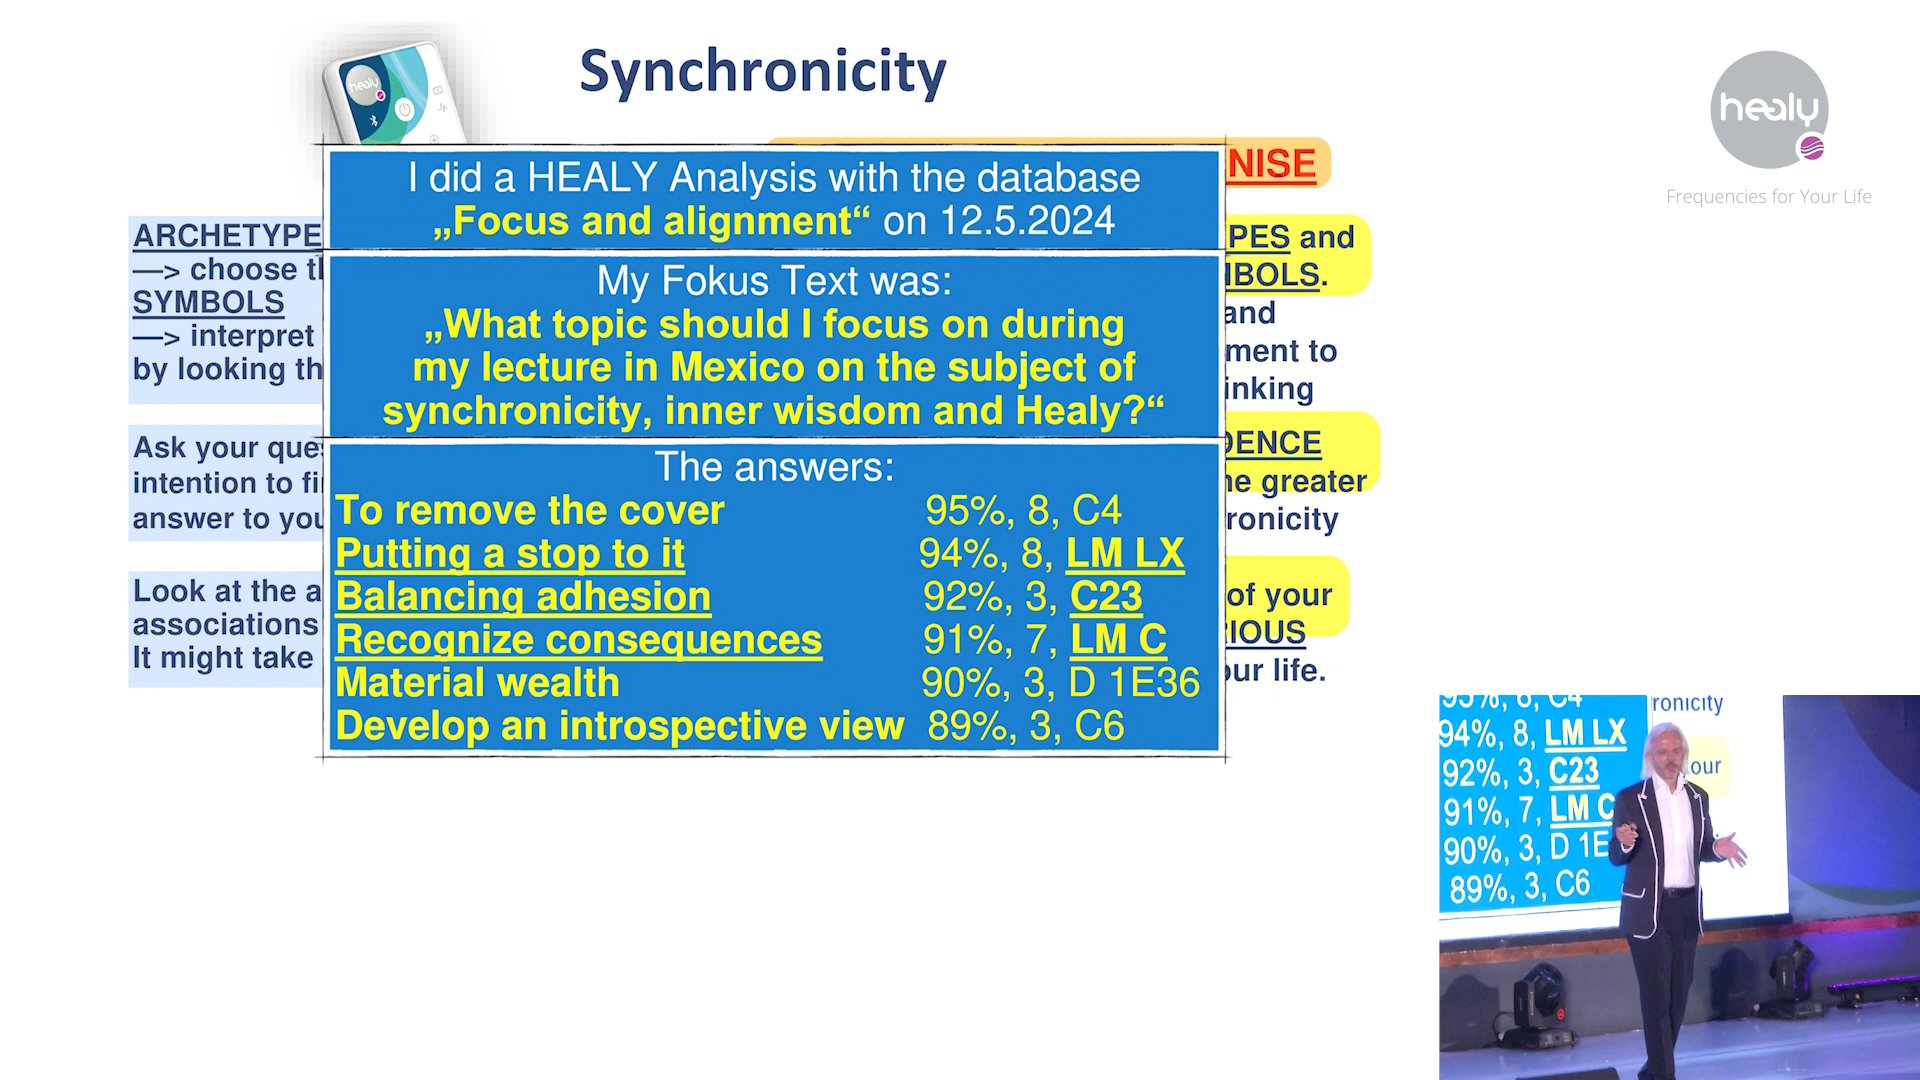 Synchronicity
healy
healy
Frequencies for Your Life
NISE
I did a HEALY Analysis with the database
„Focus and alignment“ on 12.5.2024
My Fokus Text was:
„What topic should I focus on during
my lecture in Mexico on the subject of
synchronicity, inner wisdom and Healy?“
The answers:
To remove the cover 95%, 8, C4
Putting a stop to it 94%, 8, LM LX
Balancing adhesion 92%, 3, C23
Recognize consequences 91%, 7, LM C
Material wealth 90%, 3, D 1E36
Develop an introspective view 89%, 3, C6
ARCHETYPE
—> choose
SYMBOLS
—> interpret
by looking
Ask your
intention to
answer to
Look at the
associations
It might take
PES and
BOLS.
and
ment to
inking
DENCE
greater
ronicity
of your
IOUS
life.
94%, 8, LM LX
92%, 3, C23
91%, 7, LM C
90%, 3, D 1E
89%, 3, C6
ronicity
our